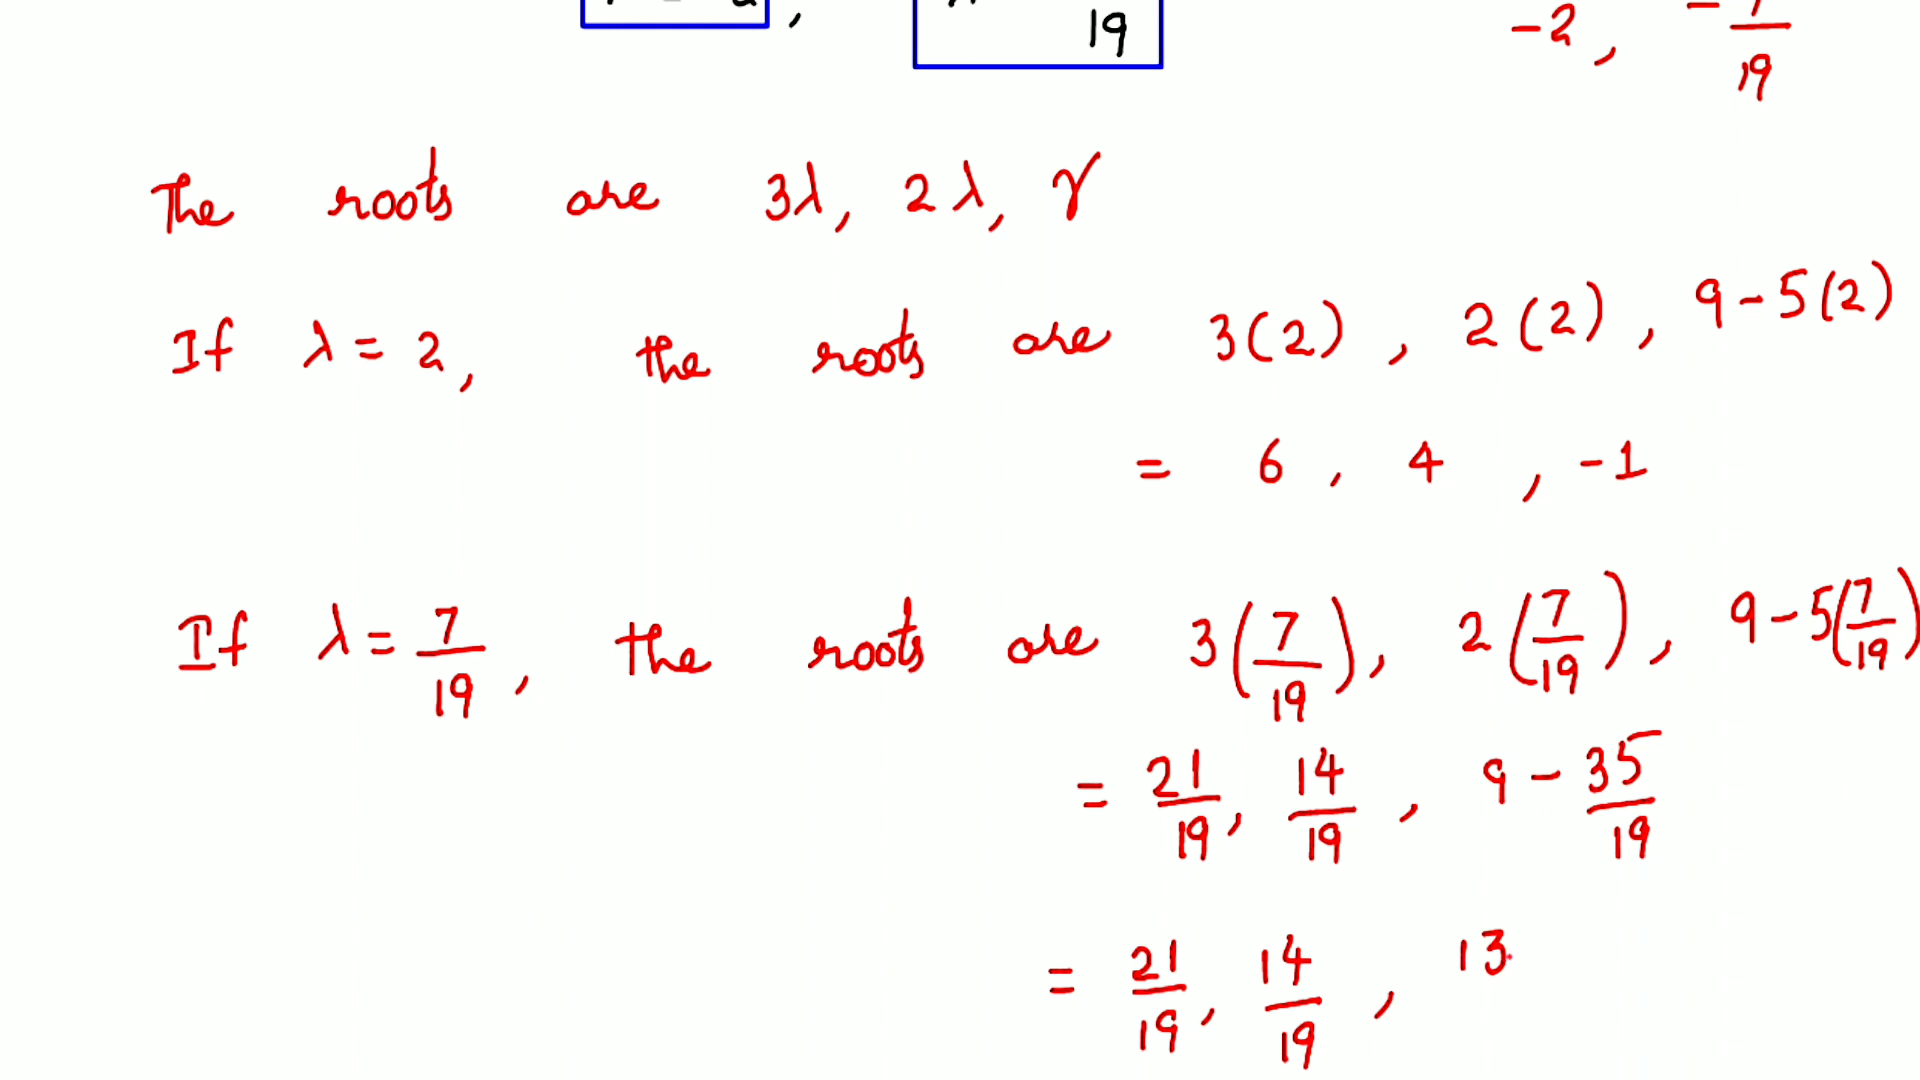 19
-2, -7/19
The roots are 3λ, 2λ, γ
If λ = 2, the roots are 3(2), 2(2), 9-5(2)
= 6, 4, -1
If λ = 7/19, the roots are 3(7/19), 2(7/19), 9-5(7/19)
= 21/19, 14/19, 9 - 35/19
= 21/19, 14/19, 13